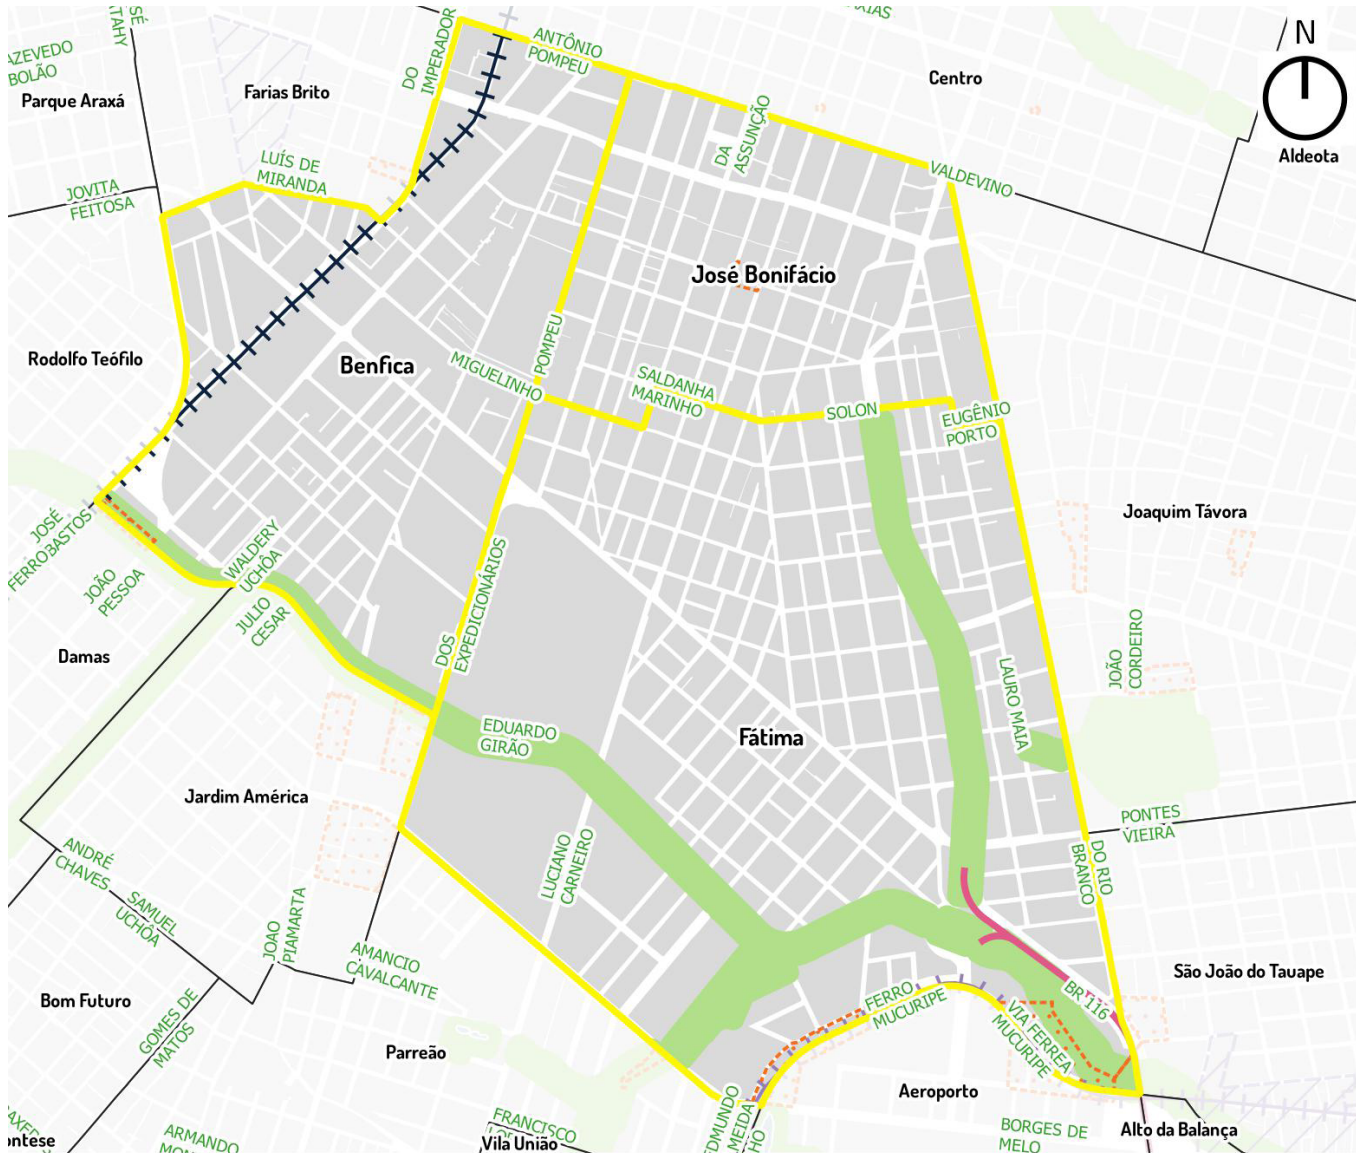 AZEVEDO
BOLÃO
DO
IMPERADOR
ANTÔNIO
POMPEU
N
Parque Araxá
Farias Brito
Centro
Aldeota
DA
ASSUNÇÃO
LUÍS DE
MIRANDA
JOVITA
FEITOSA
VALDEVINO
José Bonifácio
Rodolfo Teófilo
Benfica
MIGUELINHO
POMPEU
SALDANHA
MARINHO
SOLON
EUGÊNIO
PORTO
JOSÉ
BASTOS
WALDERY
UCHÔA
Joaquim Távora
JOÃO
PESSOA
JULIO
CESAR
DOS
EXPEDICIONÁRIOS
Damas
JOÃO
CORDEIRO
LAURO MAIA
EDUARDO
GIRÃO
Fátima
Jardim América
PONTES
VIEIRA
ANDRÉ
CHAVES
LUCIANO
CARNEIRO
DO RIO
BRANCO
SAMUEL
UCHÔA
JOAO
PIAMARTA
AMANCIO
CAVALCANTE
São João do Tauape
Bom Futuro
GOMES DE
MATOS
FERRO
MUCURIPE
BR 116
VIA FERREA
MUCURIPE
Parreão
Aeroporto
FRANCISCO
Vila União
ARMANDO
BORGES DE
MELO
Alto da Balança